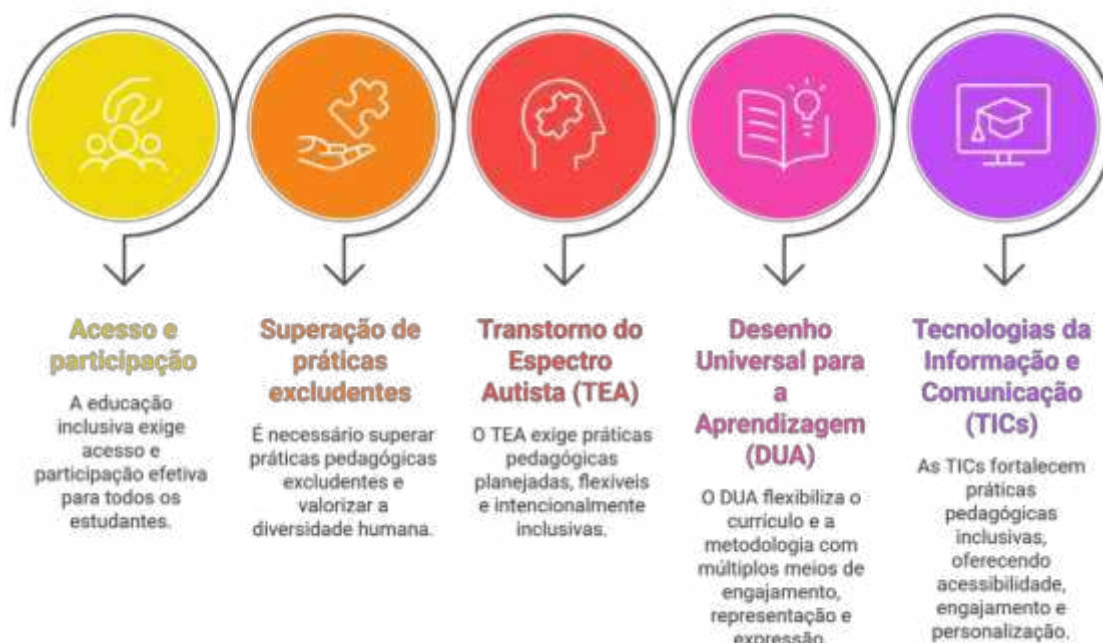 Acesso e
participação
A educação
inclusiva exige
acesso e
participação efetiva
para todos os
estudantes.
Superação de
práticas
excludentes
É necessário superar
práticas pedagógicas
excludentes e
valorizar a
diversidade humana.
Transtorno do
Espectro
Autista (TEA)
O TEA exige práticas
pedagógicas
planejadas, flexíveis
e intencionalmente
inclusivas.
Desenho
Universal para
a
Aprendizagem
(DUA)
O DUA flexibiliza o
currículo e a
metodologia com
múltiplos meios de
engajamento,
representação e
expressão.
Tecnologias da
Informação e
Comunicação
(TICs)
As TICs fortalecem
práticas
pedagógicas
inclusivas,
oferecendo
acessibilidade,
engajamento e
personalização.